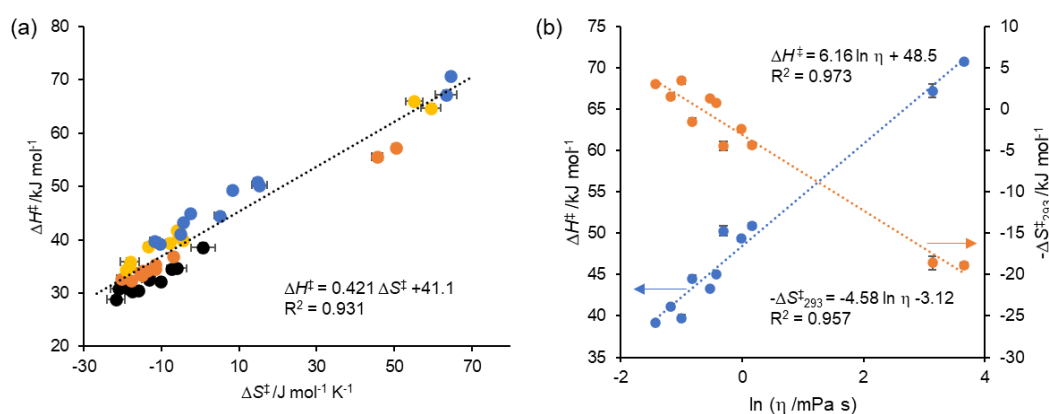 (a)
80
70
60
50
40
30
20
ΔH‡/kJ mol-1
-30
-10
10
30
50
70
ΔS‡/J mol-1 K-1
ΔH‡ = 0.421 ΔS‡ +41.1
R2 = 0.931
(b)
75
70
65
60
55
50
45
40
35
ΔH‡/kJ mol-1
-2
0
2
4
ln (η /mPa s)
10
5
0
-5
-10
-15
-20
-25
-30
-ΔS‡293/kJ mol-1
ΔH‡ = 6.16 ln η + 48.5
R2 = 0.973
-ΔS‡293 = -4.58 ln η -3.12
R2 = 0.957